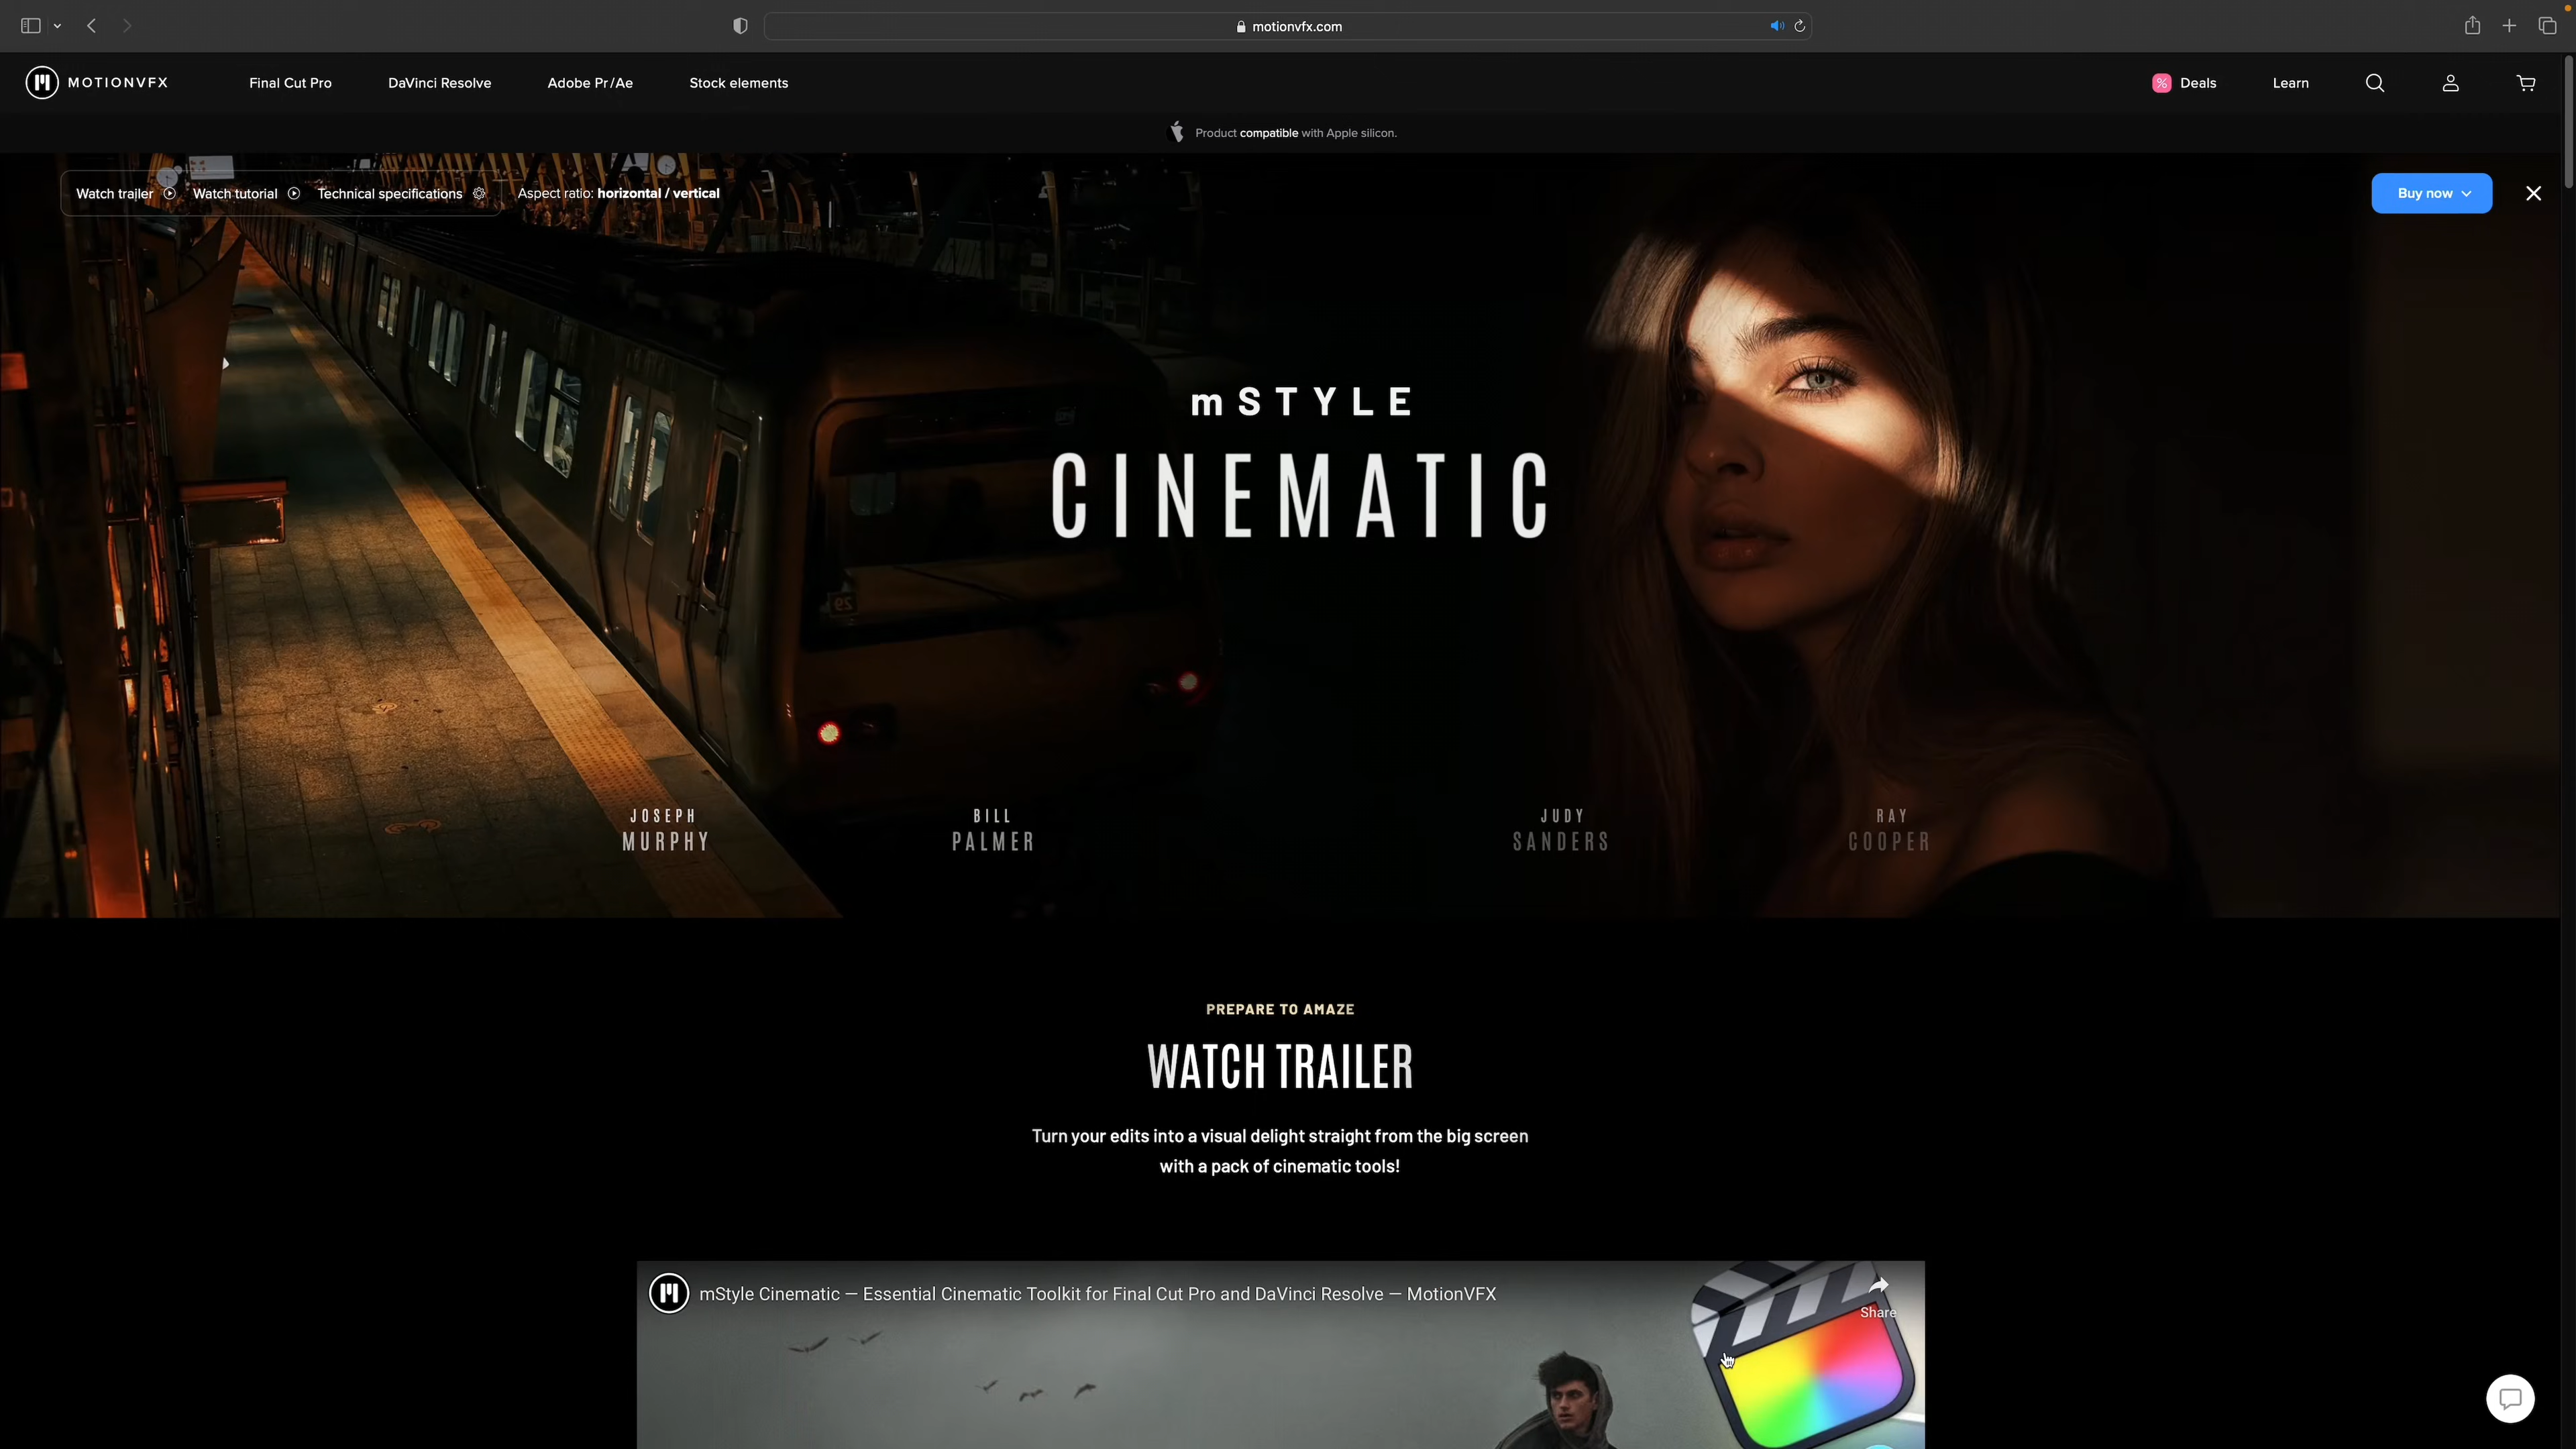 motionvfx.com
MOTIONVFX
Final Cut Pro
DaVinci Resolve
Adobe Pr/Ae
Stock elements
% Deals
Learn
Product compatible with Apple silicon.
Watch trailer
Watch tutorial
Technical specifications
Aspect ratio: horizontal / vertical
Buy now
mSTYLE
CINEMATIC
29
JOSEPH
MURPHY
BILL
PALMER
JUDY
SANDERS
RAY
COOPER
PREPARE TO AMAZE
WATCH TRAILER
Turn your edits into a visual delight straight from the big screen
with a pack of cinematic tools!
mStyle Cinematic — Essential Cinematic Toolkit for Final Cut Pro and DaVinci Resolve — MotionVFX
Share